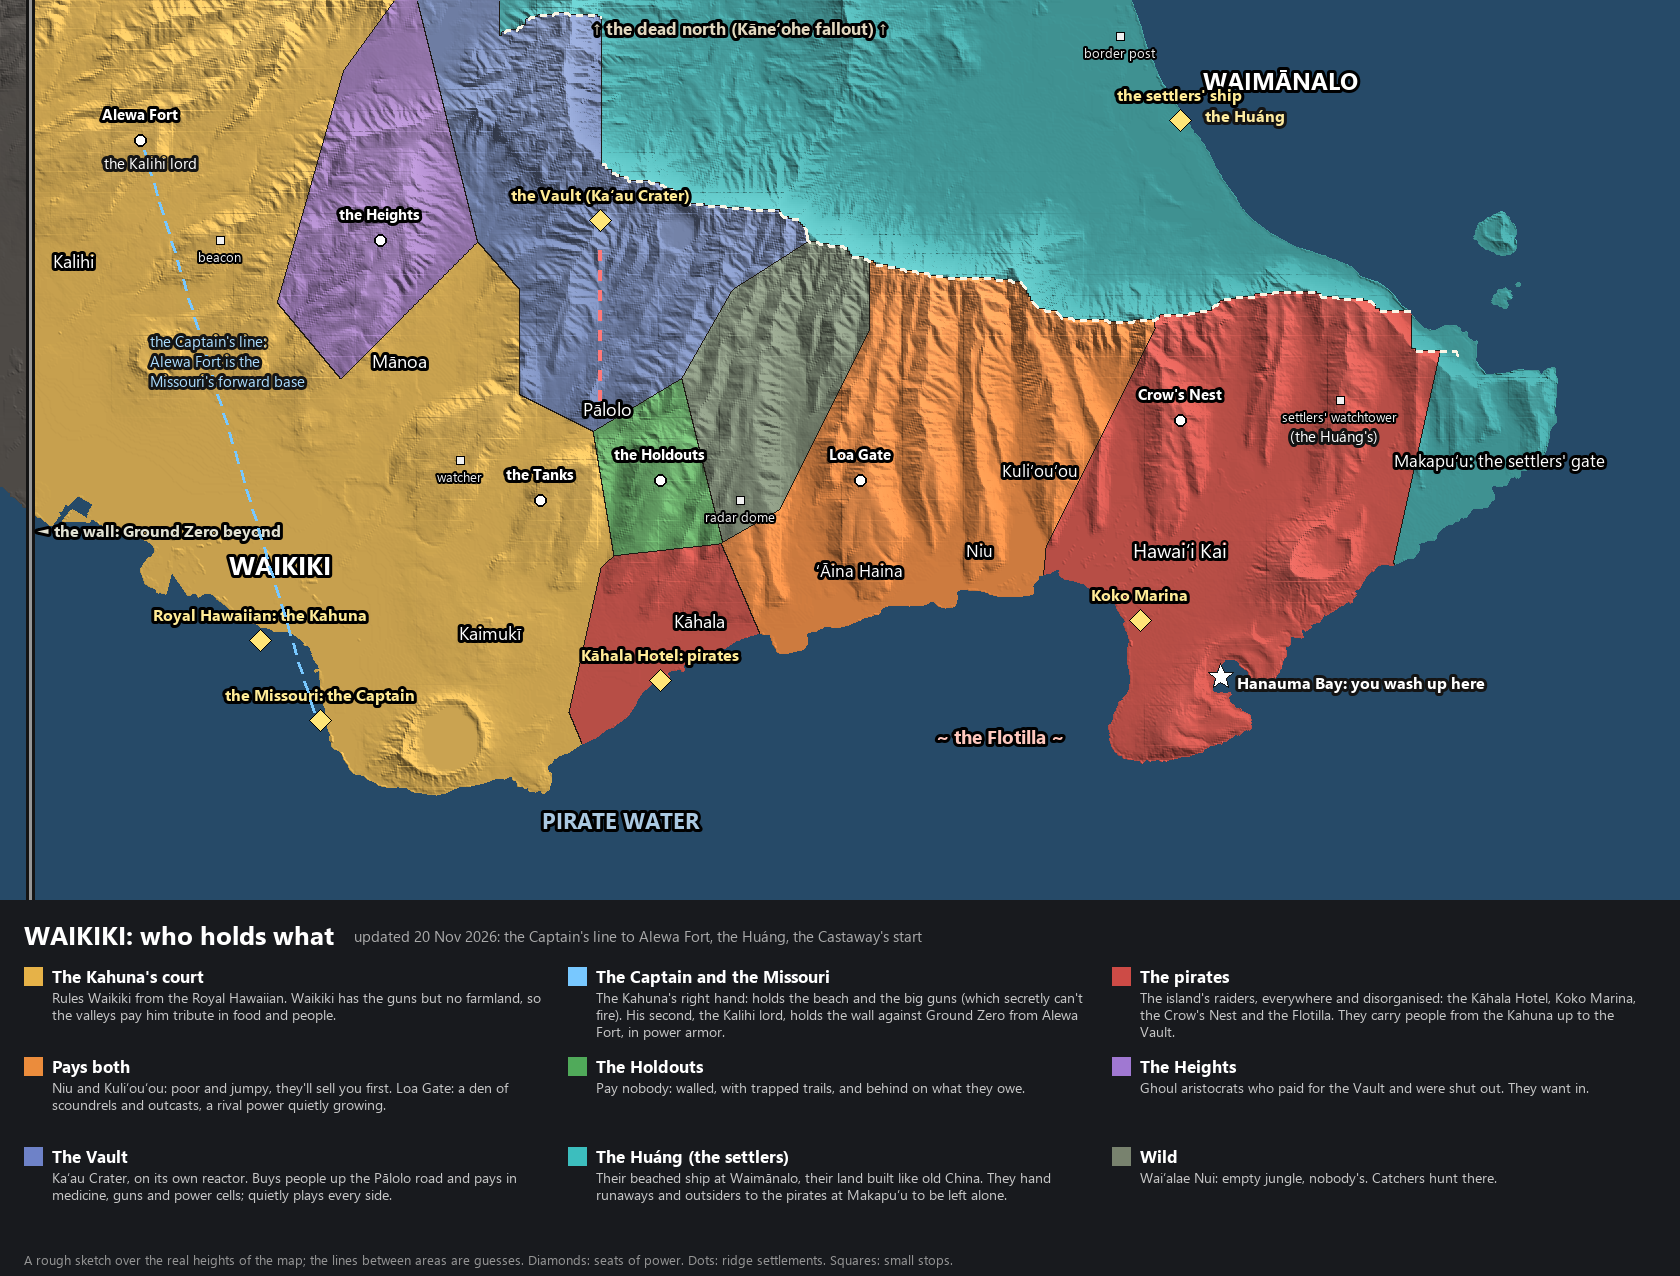 ↑ the dead north (Kāneʻohe fallout) ↑
border post
WAIMĀNALO
the settlers' ship
the Huáng
Alewa Fort
the Kalihi lord
the Vault (Kaʻau Crater)
the Heights
Kalihi
beacon
the Captain's line:
Alewa Fort is the
Missouri's forward base
Mānoa
Pālolo
Crow's Nest
settlers' watchtower
(the Huáng's)
the Holdouts
Loa Gate
Kuliʻouʻou
Makapuʻu: the settlers' gate
watcher
the Tanks
radar dome
◄ the wall: Ground Zero beyond
WAIKIKI
Niu
Hawaiʻi Kai
ʻĀina Haina
Koko Marina
Royal Hawaiian: the Kahuna
Kaimukī
Kāhala
Kāhala Hotel: pirates
Hanauma Bay: you wash up here
the Missouri: the Captain
~ the Flotilla ~
PIRATE WATER
WAIKIKI: who holds what
updated 20 Nov 2026: the Captain's line to Alewa Fort, the Huáng, the Castaway's start
The Kahuna's court
Rules Waikiki from the Royal Hawaiian. Waikiki has the guns but no farmland, so
the valleys pay him tribute in food and people.
The Captain and the Missouri
The Kahuna's right hand: holds the beach and the big guns (which secretly can't
fire). His second, the Kalihi lord, holds the wall against Ground Zero from Alewa
Fort, in power armor.
The pirates
The island's raiders, everywhere and disorganised: the Kāhala Hotel, Koko Marina,
the Crow's Nest and the Flotilla. They carry people from the Kahuna up to the
Vault.
Pays both
Niu and Kuliʻouʻou: poor and jumpy, they'll sell you first. Loa Gate: a den of
scoundrels and outcasts, a rival power quietly growing.
The Holdouts
Pay nobody: walled, with trapped trails, and behind on what they owe.
The Heights
Ghoul aristocrats who paid for the Vault and were shut out. They want in.
The Vault
Kaʻau Crater, on its own reactor. Buys people up the Pālolo road and pays in
medicine, guns and power cells; quietly plays every side.
The Huáng (the settlers)
Their beached ship at Waimānalo, their land built like old China. They hand
runaways and outsiders to the pirates at Makapuʻu to be left alone.
Wild
Waiʻalae Nui: empty jungle, nobody's. Catchers hunt there.
A rough sketch over the real heights of the map; the lines between areas are guesses. Diamonds: seats of power. Dots: ridge settlements. Squares: small stops.